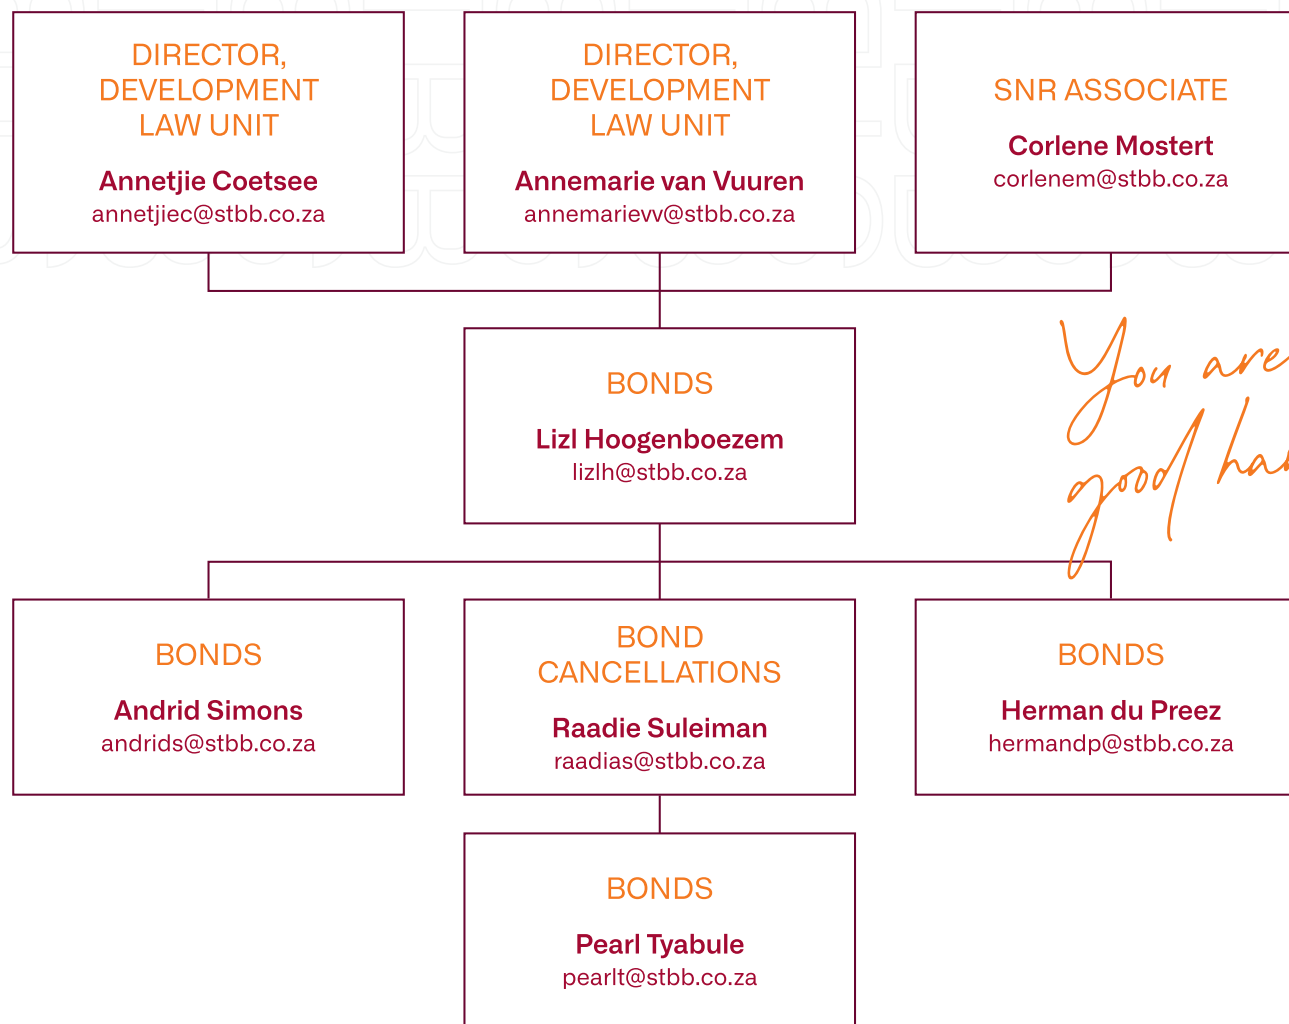 DIRECTOR,
DEVELOPMENT
LAW UNIT
Annetjie Coetsee
annetjiec@stbb.co.za
DIRECTOR,
DEVELOPMENT
LAW UNIT
Annemarie van Vuuren
annemarievv@stbb.co.za
SNR ASSOCIATE
Corlene Mostert
corlenem@stbb.co.za
BONDS
Lizl Hoogenboezem
lizlh@stbb.co.za
You are
good
BONDS
Andrid Simons
andrids@stbb.co.za
BOND
CANCELLATIONS
Raadie Suleiman
raadias@stbb.co.za
BONDS
Herman du Preez
hermandp@stbb.co.za
BONDS
Pearl Tyabule
pearlt@stbb.co.za